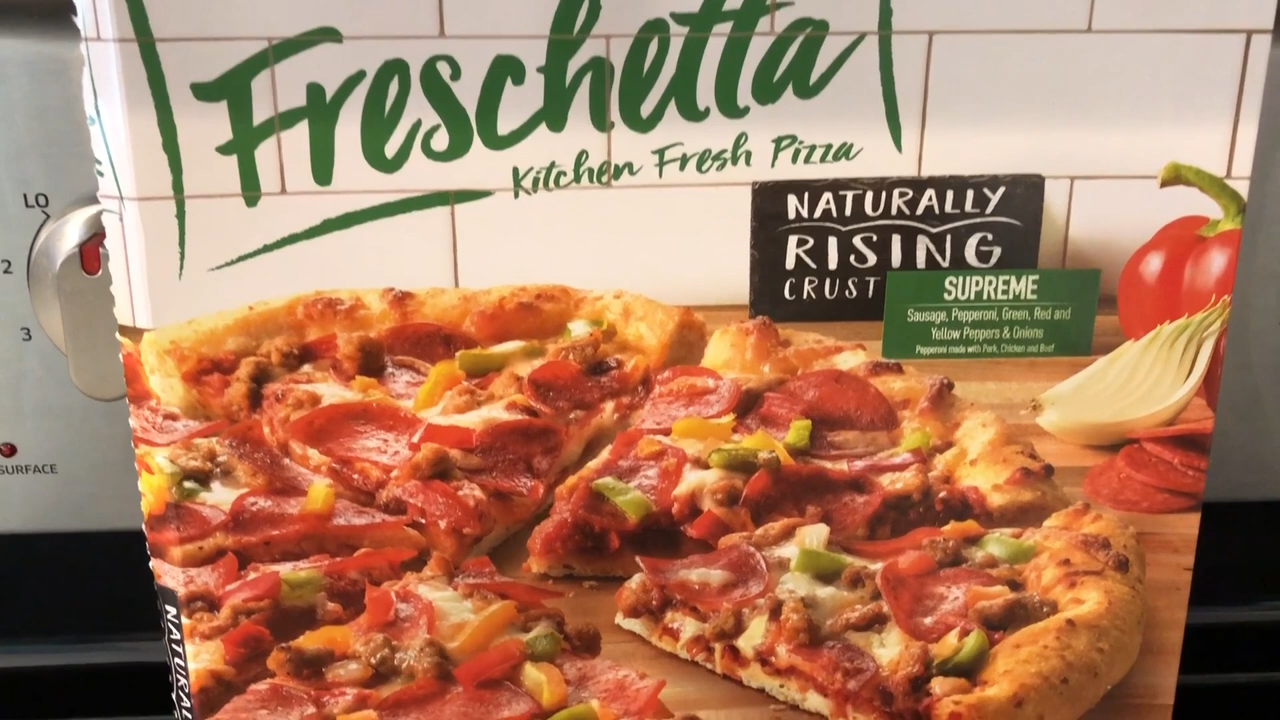 Freschetta
Kitchen Fresh Pizza
NATURALLY
RISING
CRUST
SUPREME
Sausage, Pepperoni, Green, Red and
Yellow Peppers & Onions
Pepperoni made with Pork, Chicken and Beef
LO
2
3
SURFACE
NATURAL